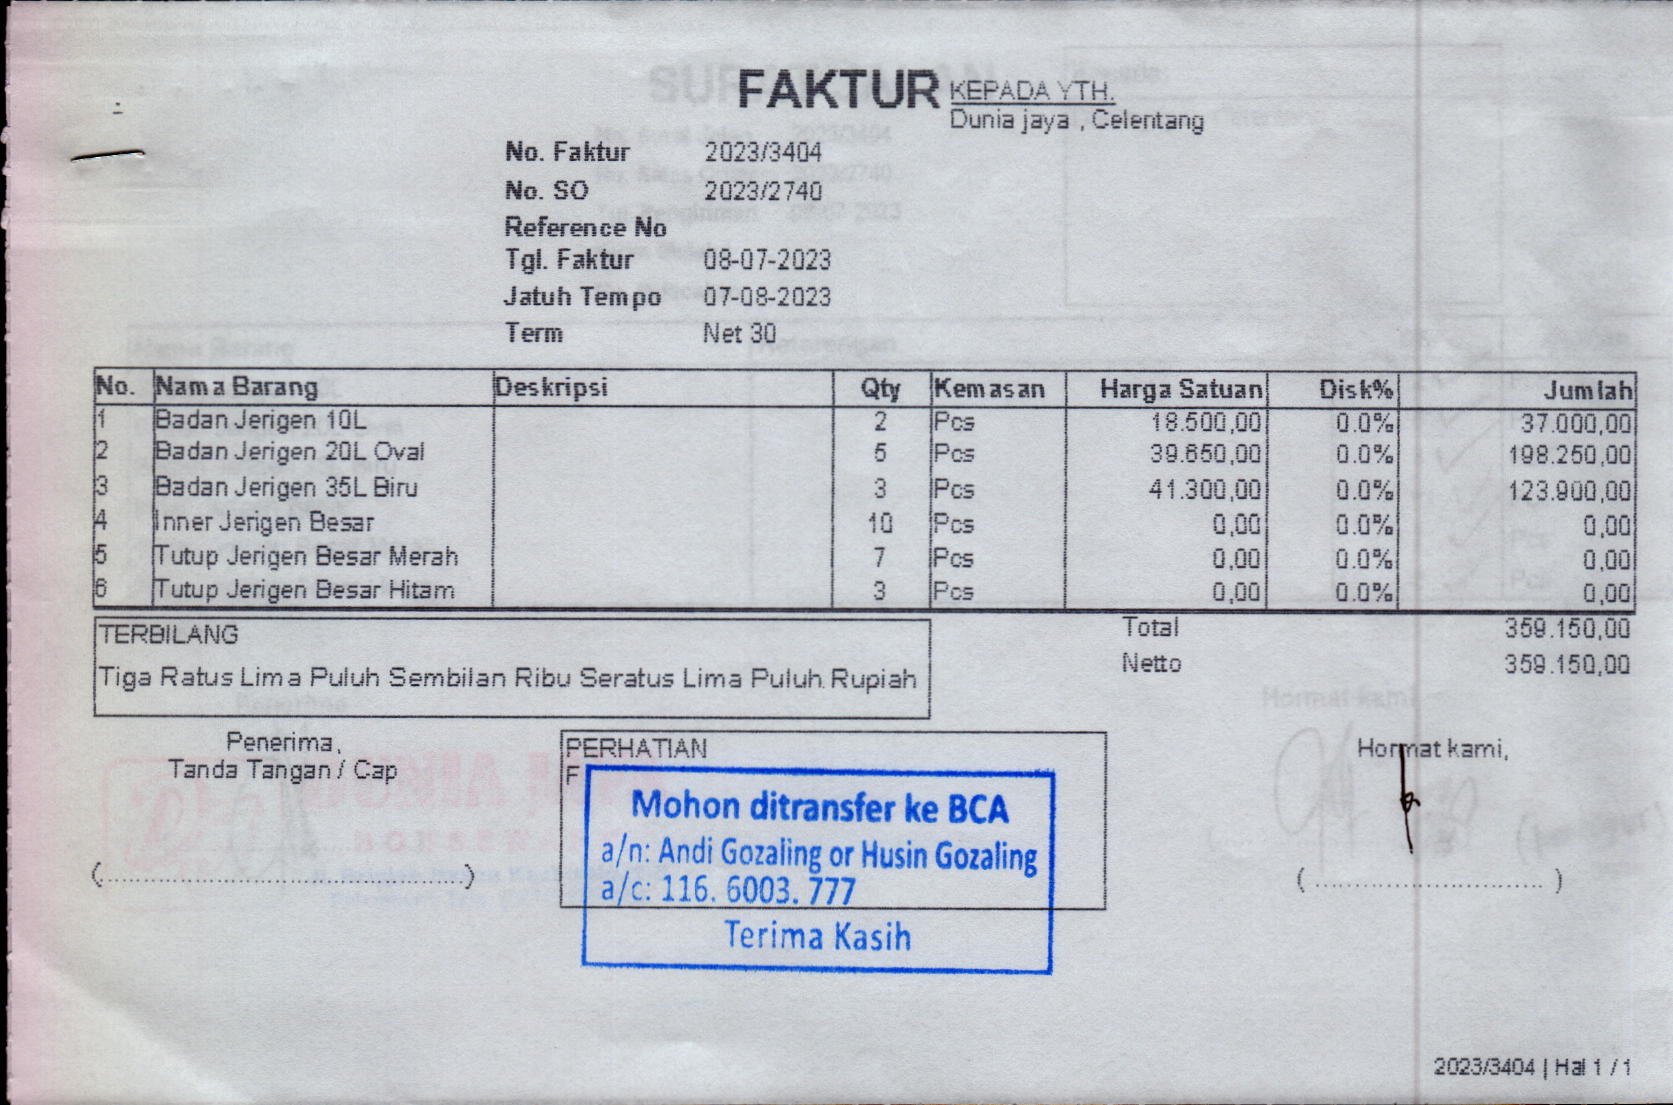 FAKTUR
KEPADA YTH.
Dunia jaya , Celentang
No. Faktur 2023/3404
No. SO 2023/2740
Reference No
Tgl. Faktur 08-07-2023
Jatuh Tempo 07-08-2023
Term Net 30
No. Nama Barang Deskripsi Qty Kemasan Harga Satuan Disk% Jumlah
1 Badan Jerigen 10L 2 Pcs 18.500,00 0.0% 37.000,00
2 Badan Jerigen 20L Oval 5 Pcs 39.650,00 0.0% 198.250,00
3 Badan Jerigen 35L Biru 3 Pcs 41.300,00 0.0% 123.900,00
4 Inner Jerigen Besar 10 Pcs 0,00 0.0% 0,00
5 Tutup Jerigen Besar Merah 7 Pcs 0,00 0.0% 0,00
6 Tutup Jerigen Besar Hitam 3 Pcs 0,00 0.0% 0,00
Total 359.150,00
Netto 359.150,00
TERBILANG
Tiga Ratus Lima Puluh Sembilan Ribu Seratus Lima Puluh Rupiah
Penerima,
Tanda Tangan / Cap
(..........................................)
PERHATIAN
F
Mohon ditransfer ke BCA
a/n: Andi Gozaling or Husin Gozaling
a/c: 116. 6003. 777
Terima Kasih
Hormat kami,
( ............................ )
2023/3404 | Hal 1 / 1